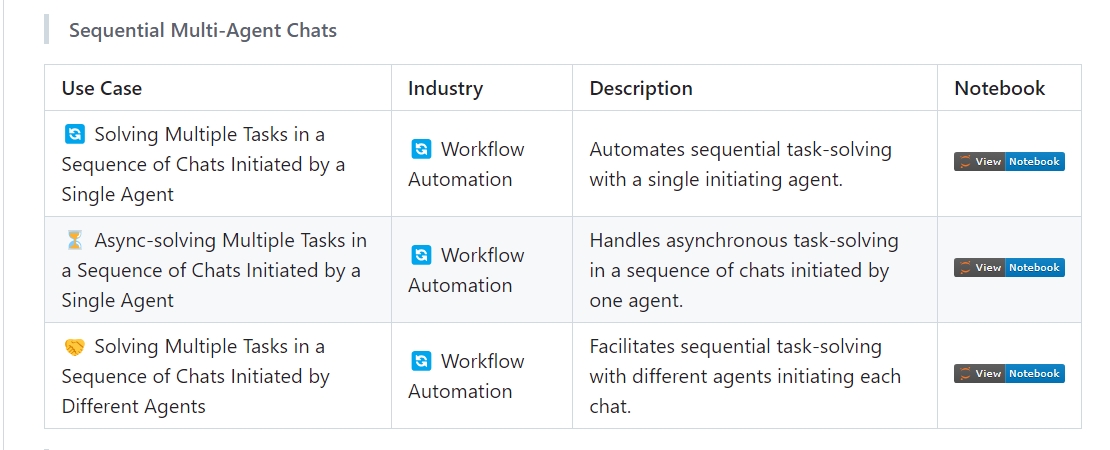 Sequential Multi-Agent Chats
Use Case
Industry
Description
Notebook
🔄 Solving Multiple Tasks in a
Sequence of Chats Initiated by a
Single Agent
🔄 Workflow
Automation
Automates sequential task-solving
with a single initiating agent.
View Notebook
⏳ Async-solving Multiple Tasks in
a Sequence of Chats Initiated by a
Single Agent
🔄 Workflow
Automation
Handles asynchronous task-solving
in a sequence of chats initiated by
one agent.
View Notebook
🤝 Solving Multiple Tasks in a
Sequence of Chats Initiated by
Different Agents
🔄 Workflow
Automation
Facilitates sequential task-solving
with different agents initiating each
chat.
View Notebook